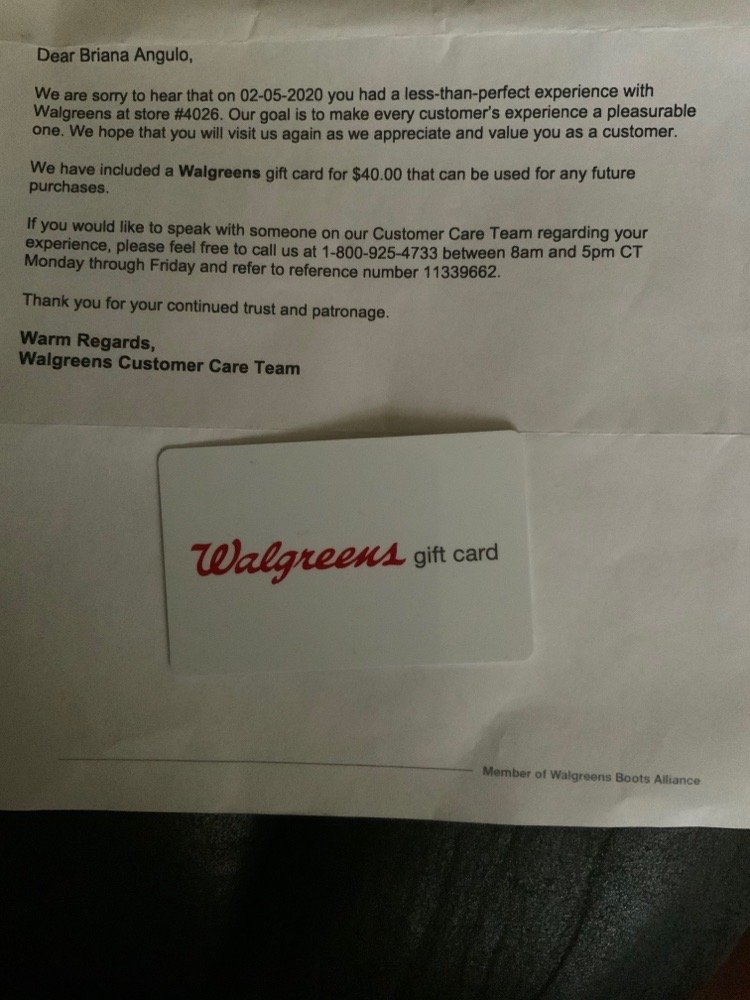 Dear Briana Angulo,
We are sorry to hear that on 02-05-2020 you had a less-than-perfect experience with
Walgreens at store #4026. Our goal is to make every customer's experience a pleasurable
one. We hope that you will visit us again as we appreciate and value you as a customer.
We have included a Walgreens gift card for $40.00 that can be used for any future
purchases.
If you would like to speak with someone on our Customer Care Team regarding your
experience, please feel free to call us at 1-800-925-4733 between 8am and 5pm CT
Monday through Friday and refer to reference number 11339662.
Thank you for your continued trust and patronage.
Warm Regards,
Walgreens Customer Care Team
Walgreens gift card
Member of Walgreens Boots Alliance